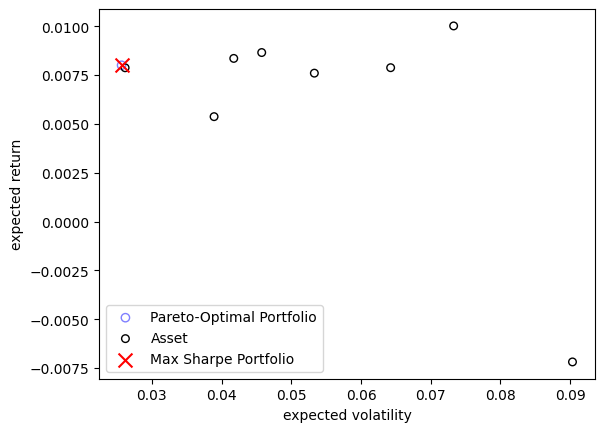 0.0100
0.0075
0.0050
0.0025
0.0000
−0.0025
−0.0050
−0.0075
expected return
Pareto-Optimal Portfolio
Asset
Max Sharpe Portfolio
0.03 0.04 0.05 0.06 0.07 0.08 0.09
expected volatility